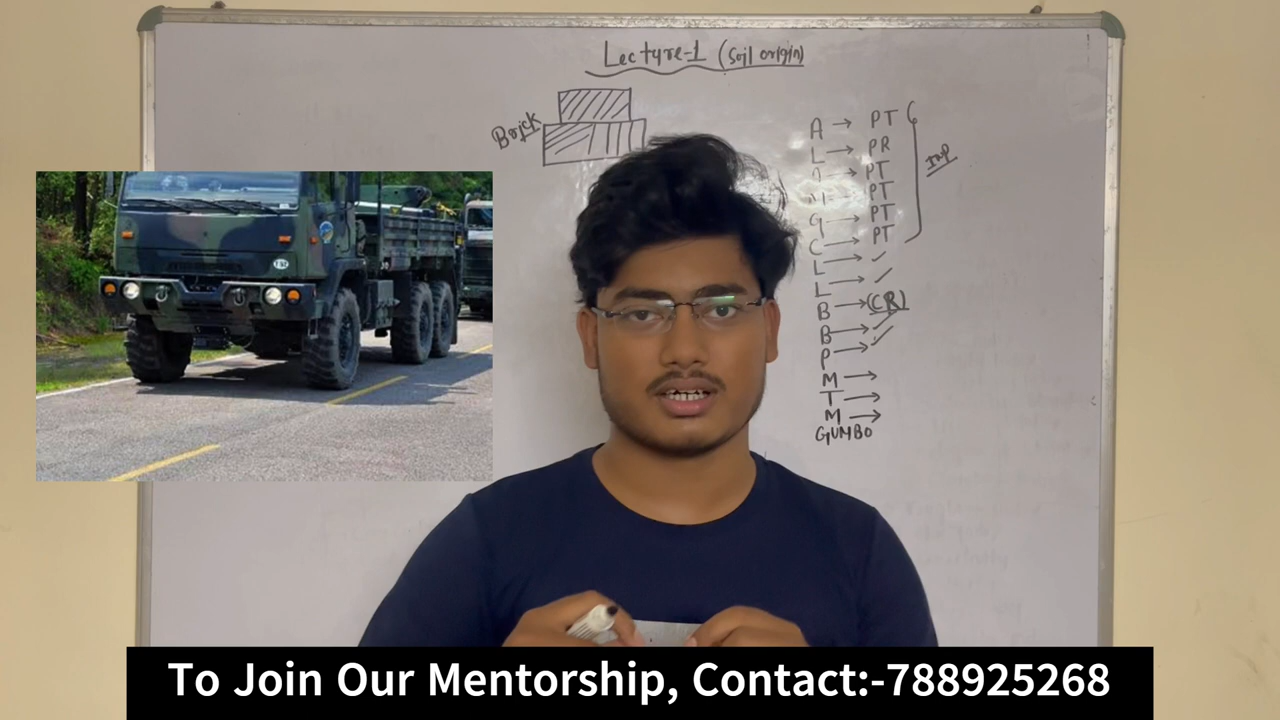 Lecture-1 (Soil origin)
Brick
A → PT
L → PR
→ PT
M → PT
G → PT
C → PT
L → ✓
L → ✓
B → (CR)
B → ✓
P → ✓
M →
T →
M →
GUMBO
Imp
To Join Our Mentorship, Contact:-788925268